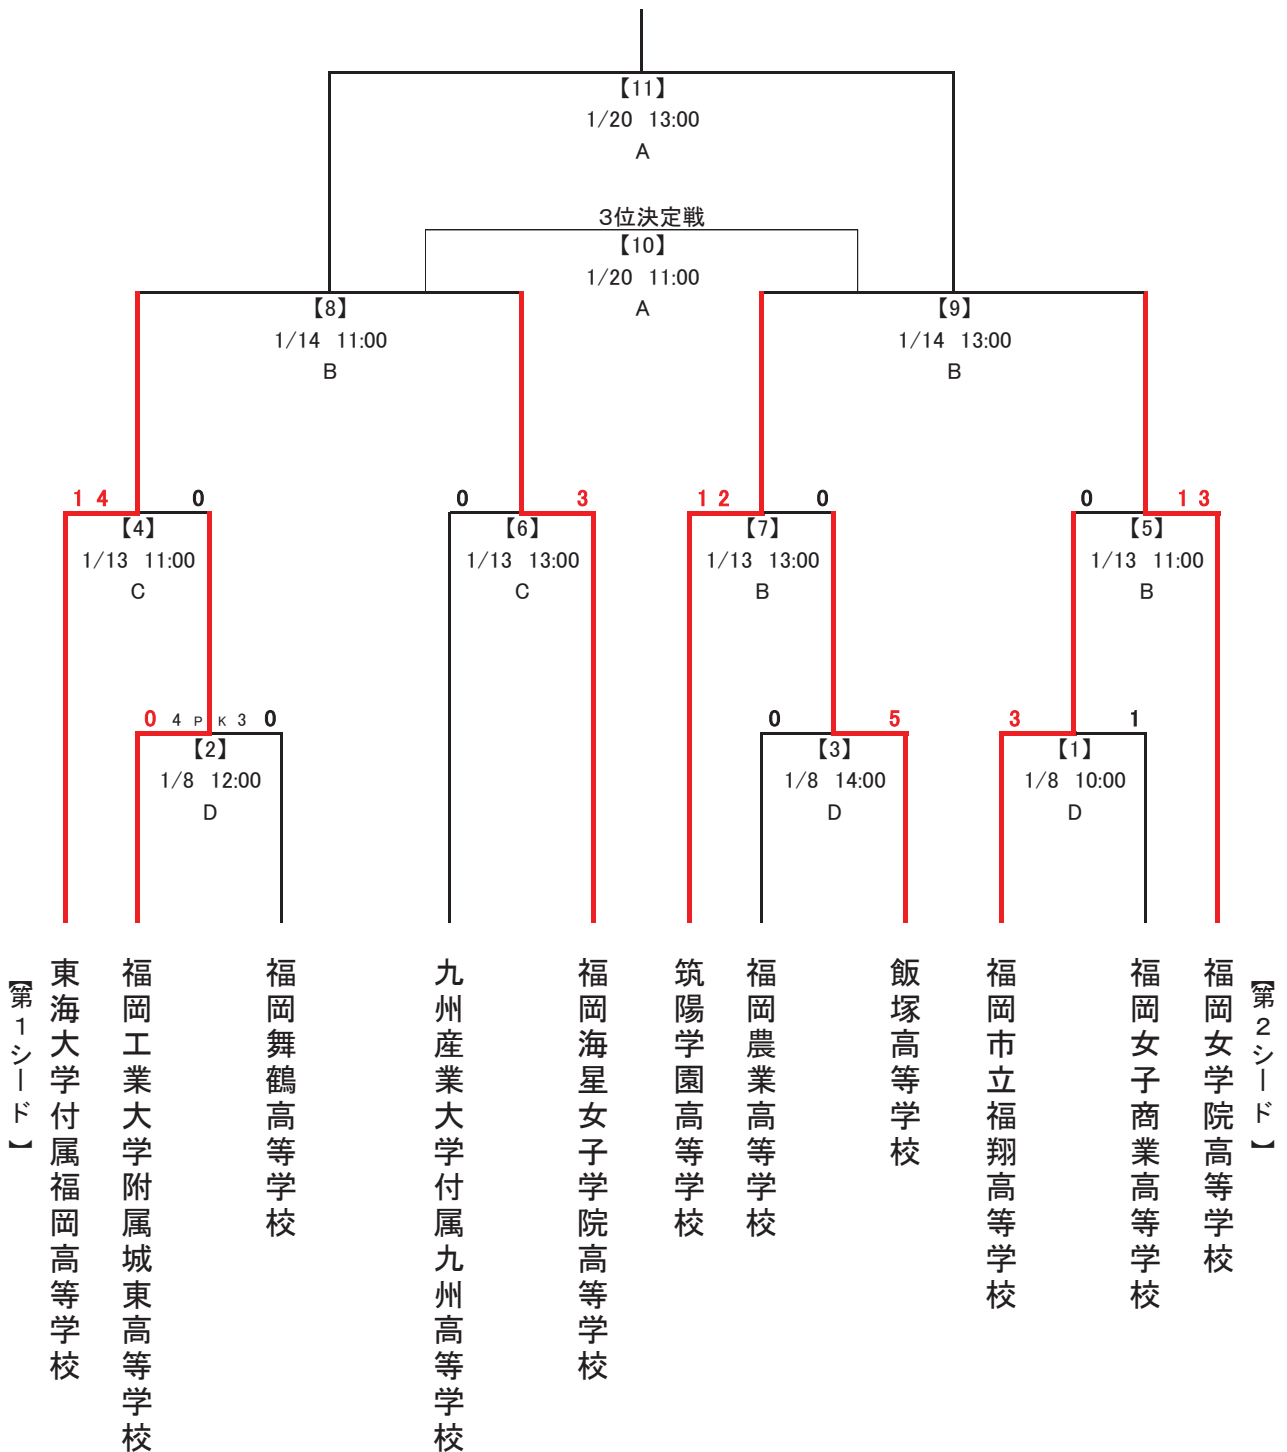 【11】
1/20 13:00
A
3位決定戦
【10】
1/20 11:00
A
【8】
1/14 11:00
B
【9】
1/14 13:00
B
14 0
【4】
1/13 11:00
C
0 3
【6】
1/13 13:00
C
12 0
【7】
1/13 13:00
B
0 13
【5】
1/13 11:00
B
0 4 PK 3 0
【2】
1/8 12:00
D
0 5
【3】
1/8 14:00
D
3 1
【1】
1/8 10:00
D
【第1シード】
東海大学付属福岡高等学校
福岡工業大学附属城東高等学校
福岡舞鶴高等学校
九州産業大学付属九州高等学校
福岡海星女子学院高等学校
筑陽学園高等学校
福岡農業高等学校
飯塚高等学校
福岡市立福翔高等学校
福岡女子商業高等学校
福岡女学院高等学校
【第2シード】